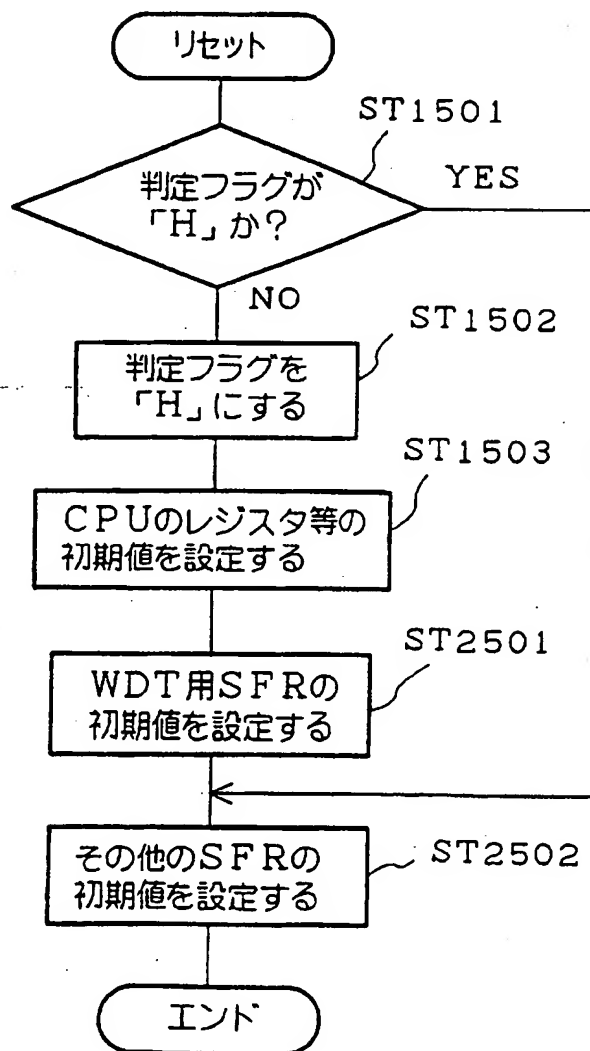 リセット
ST1501
判定フラグが
「H」か？
YES
NO
ST1502
判定フラグを
「H」にする
ST1503
CPUのレジスタ等の
初期値を設定する
ST2501
WDT用SFRの
初期値を設定する
その他のSFRの
初期値を設定する
ST2502
エンド